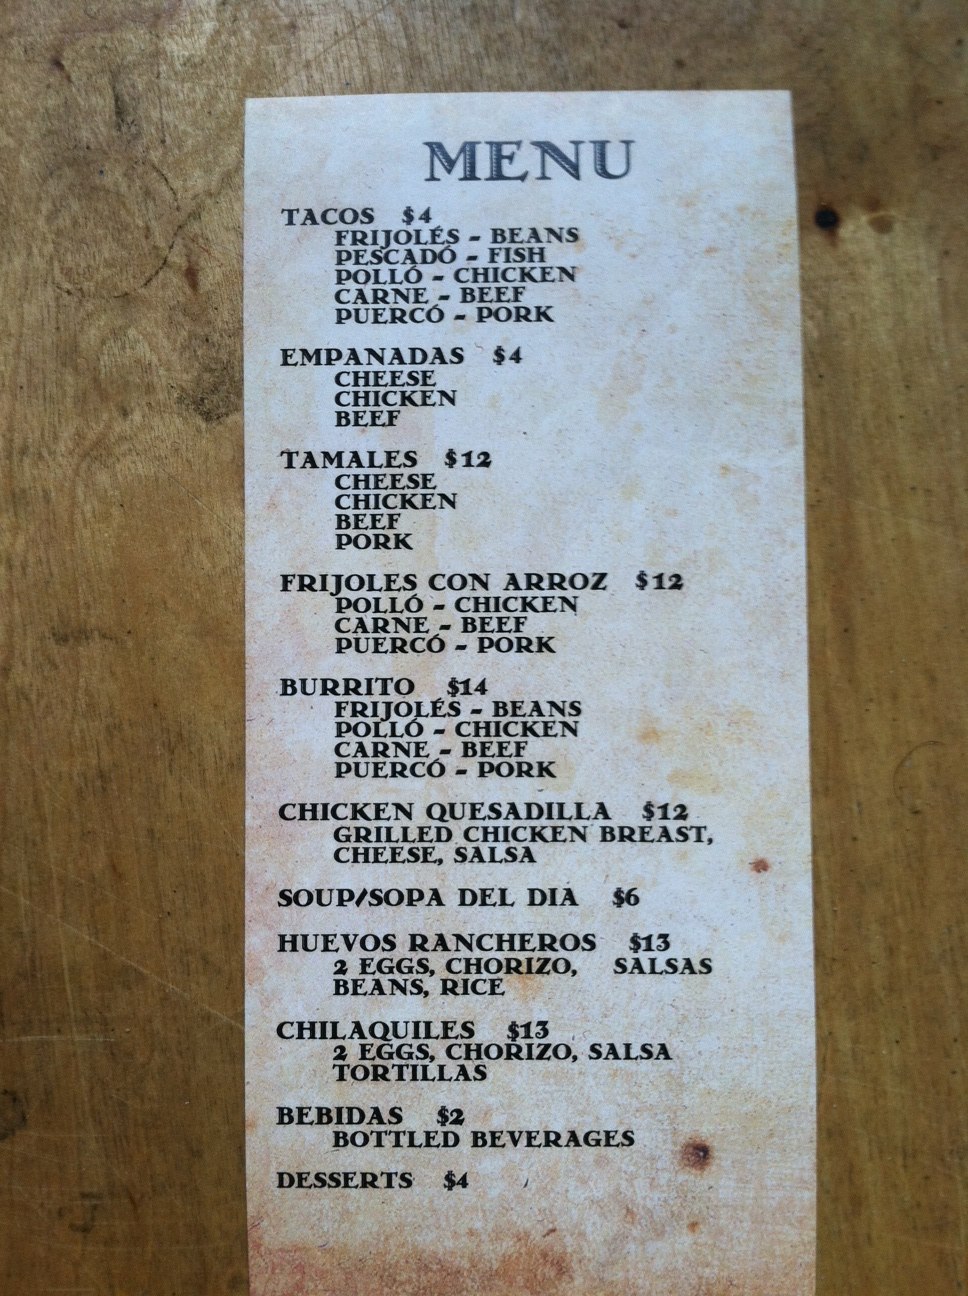 MENU
TACOS $4
FRIJOLÉS - BEANS
PESCADÓ - FISH
POLLÓ - CHICKEN
CARNE - BEEF
PUERCÓ - PORK
EMPANADAS $4
CHEESE
CHICKEN
BEEF
TAMALES $12
CHEESE
CHICKEN
BEEF
PORK
FRIJOLES CON ARROZ $12
POLLÓ - CHICKEN
CARNE - BEEF
PUERCÓ - PORK
BURRITO $14
FRIJOLÉS - BEANS
POLLÓ - CHICKEN
CARNE - BEEF
PUERCÓ - PORK
CHICKEN QUESADILLA $12
GRILLED CHICKEN BREAST,
CHEESE, SALSA
SOUP/SOPA DEL DIA $6
HUEVOS RANCHEROS $13
2 EGGS, CHORIZO, SALSAS
BEANS, RICE
CHILAQUILES $13
2 EGGS, CHORIZO, SALSA
TORTILLAS
BEBIDAS $2
BOTTLED BEVERAGES
DESSERTS $4